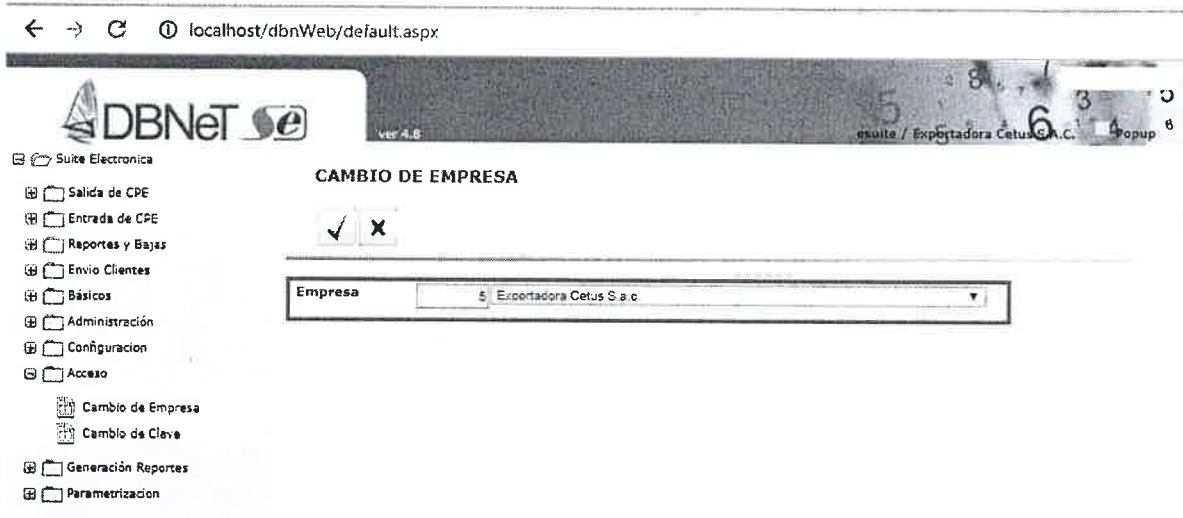 localhost/dbnWeb/default.aspx
DBNeT se
ver 4.8
esuite / Exportadora Cetus S.A.C.
Popup
Suite Electronica
Salida de CPE
Entrada de CPE
Reportes y Bajas
Envio Clientes
Básicos
Administración
Configuracion
Acceso
Cambio de Empresa
Cambio de Clave
Generación Reportes
Parametrizacion
CAMBIO DE EMPRESA
Empresa 5 Exportadora Cetus S.a.c.